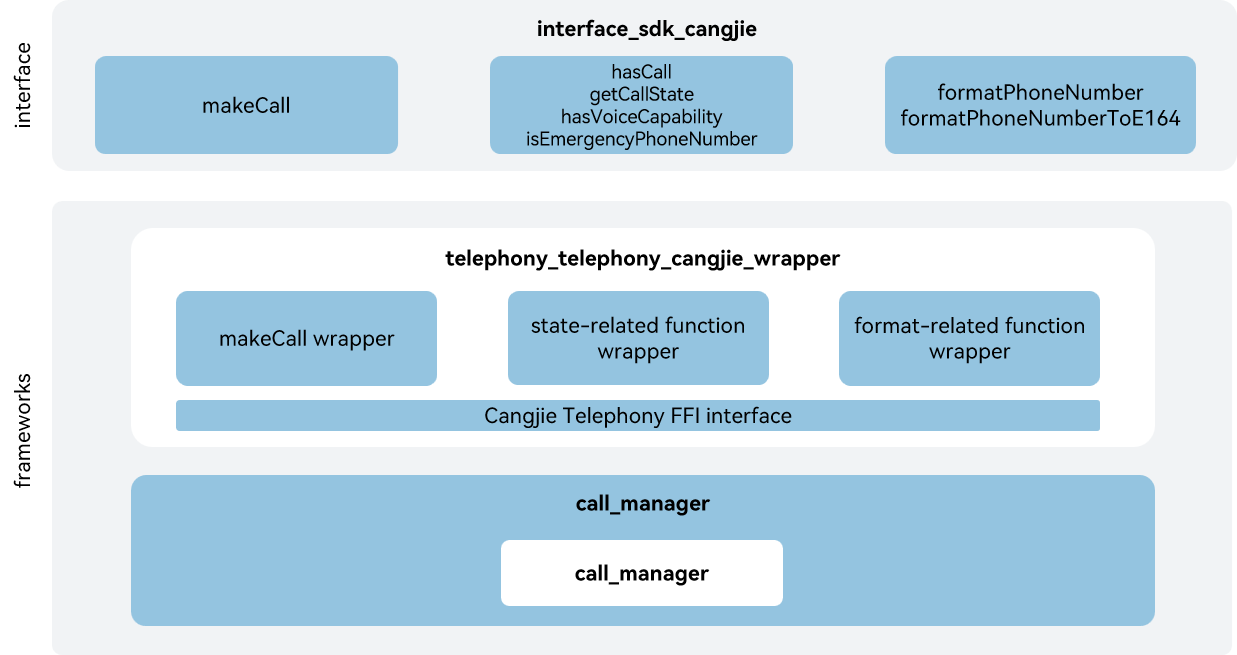 interface
interface_sdk_cangjie
makeCall
hasCall
getCallState
hasVoiceCapability
isEmergencyPhoneNumber
formatPhoneNumber
formatPhoneNumberToE164
frameworks
telephony_telephony_cangjie_wrapper
makeCall wrapper
state-related function
wrapper
format-related function
wrapper
Cangjie Telephony FFI interface
call_manager
call_manager